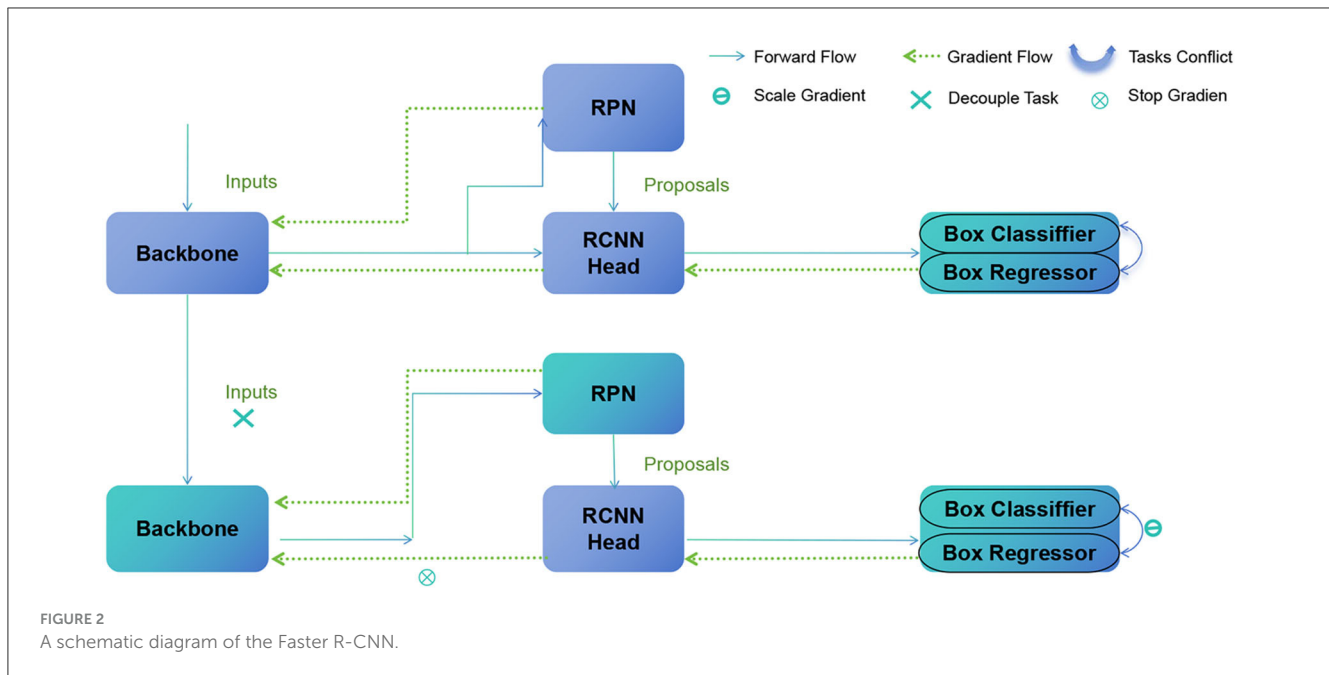 Forward Flow
Gradient Flow
Tasks Conflict
Scale Gradient
Decouple Task
Stop Gradien
RPN
Inputs
Proposals
Backbone
RCNN
Head
Box Classiffier
Box Regressor
RPN
Inputs
Proposals
Backbone
RCNN
Head
Box Classiffier
Box Regressor
FIGURE 2
A schematic diagram of the Faster R-CNN.